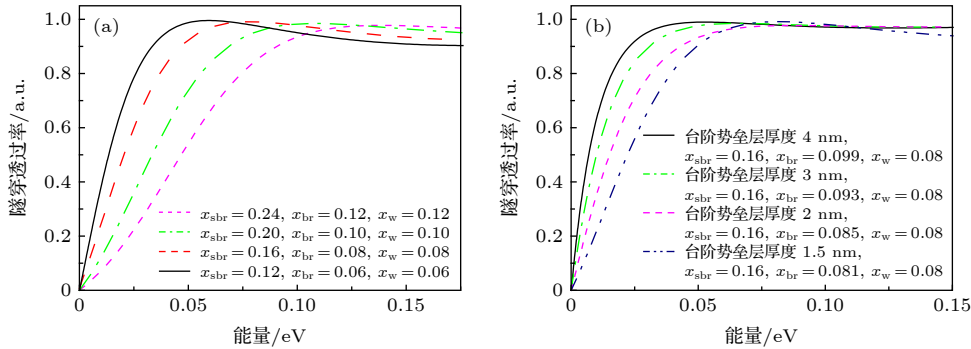 (a)
隧穿透过率/a.u.
1.0
0.8
0.6
0.4
0.2
0
x_sbr=0.24, x_br=0.12, x_w=0.12
x_sbr=0.20, x_br=0.10, x_w=0.10
x_sbr=0.16, x_br=0.08, x_w=0.08
x_sbr=0.12, x_br=0.06, x_w=0.06
0 0.05 0.10 0.15
能量/eV
(b)
隧穿透过率/a.u.
1.0
0.8
0.6
0.4
0.2
0
台阶势垒层厚度 4 nm,
x_sbr=0.16, x_br=0.099, x_w=0.08
台阶势垒层厚度 3 nm,
x_sbr=0.16, x_br=0.093, x_w=0.08
台阶势垒层厚度 2 nm,
x_sbr=0.16, x_br=0.085, x_w=0.08
台阶势垒层厚度 1.5 nm,
x_sbr=0.16, x_br=0.081, x_w=0.08
0 0.05 0.10 0.15
能量/eV